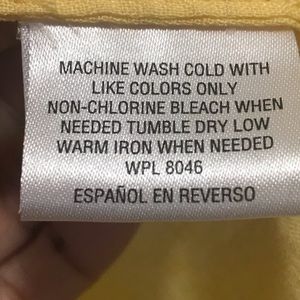 MACHINE WASH COLD WITH
LIKE COLORS ONLY
NON-CHLORINE BLEACH WHEN
NEEDED TUMBLE DRY LOW
WARM IRON WHEN NEEDED
WPL 8046
ESPAÑOL EN REVERSO